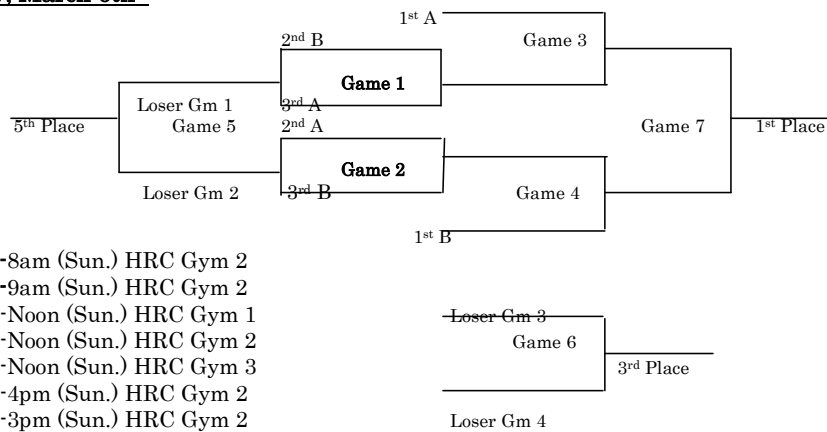 March 8th
1st A
Game 3
2nd B
Game 1
3rd A
Loser Gm 1
Game 5
5th Place
2nd A
Game 7
1st Place
Game 2
Loser Gm 2
3rd B
Game 4
1st B
-8am (Sun.) HRC Gym 2
-9am (Sun.) HRC Gym 2
-Noon (Sun.) HRC Gym 1
-Noon (Sun.) HRC Gym 2
-Noon (Sun.) HRC Gym 3
-4pm (Sun.) HRC Gym 2
-3pm (Sun.) HRC Gym 2
Loser Gm 3
Game 6
3rd Place
Loser Gm 4